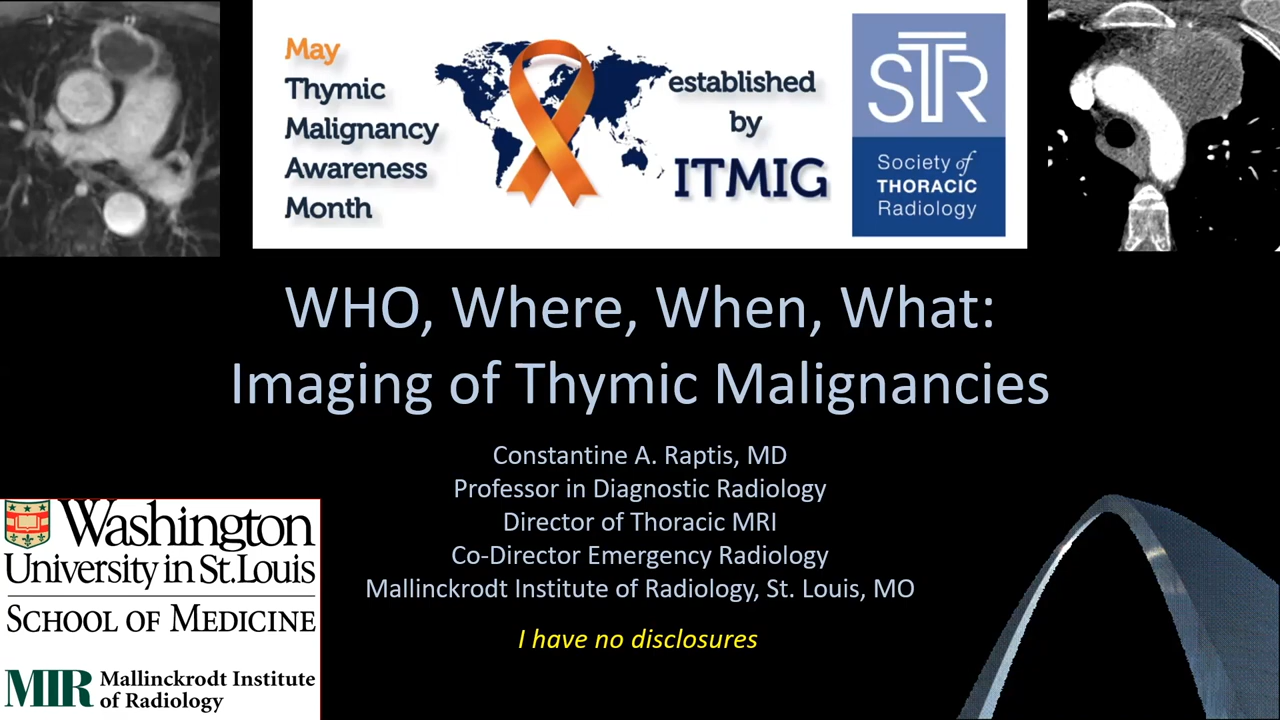 May
Thymic
Malignancy
Awareness
Month
established
by
ITMIG
STR
Society of
THORACIC
Radiology
WHO, Where, When, What:
Imaging of Thymic Malignancies
Constantine A. Raptis, MD
Professor in Diagnostic Radiology
Director of Thoracic MRI
Co-Director Emergency Radiology
Mallinckrodt Institute of Radiology, St. Louis, MO
I have no disclosures
Washington
University in St. Louis
SCHOOL OF MEDICINE
MIR Mallinckrodt Institute
of Radiology